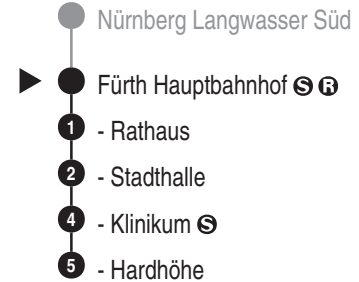 Nürnberg Langwasser Süd
Fürth Hauptbahnhof S R
1 - Rathaus
2 - Stadthalle
4 - Klinikum S
5 - Hardhöhe